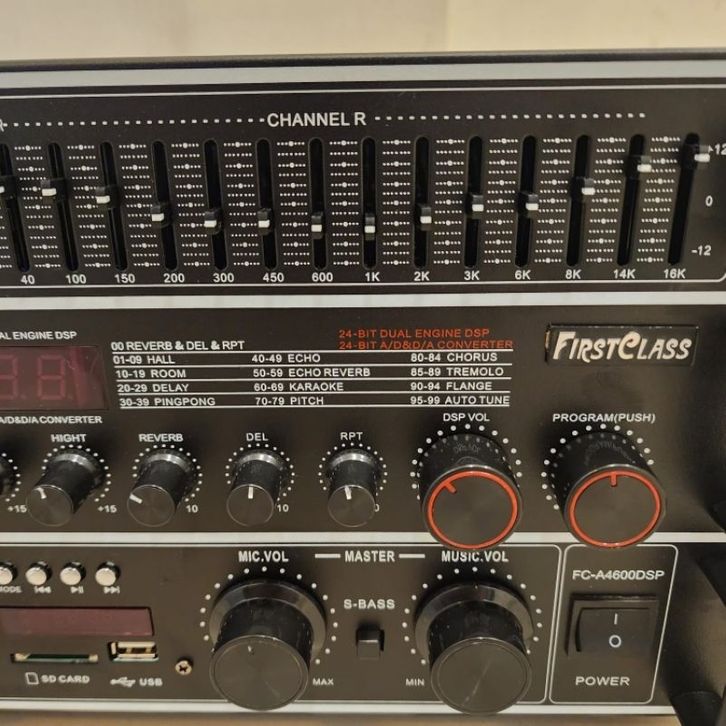 CHANNEL R
+12
0
-12
40 100 150 200 300 450 600 1K 2K 3K 6K 8K 14K 16K
AL ENGINE DSP
00 REVERB & DEL & RPT
24-BIT DUAL ENGINE DSP
24-BIT A/D&D/A CONVERTER
01-09 HALL 40-49 ECHO 80-84 CHORUS
10-19 ROOM 50-59 ECHO REVERB 85-89 TREMOLO
20-29 DELAY 60-69 KARAOKE 90-94 FLANGE
30-39 PINGPONG 70-79 PITCH 95-99 AUTO TUNE
FIRSTCLASS
A/D&D/A CONVERTER
HIGHT REVERB DEL RPT DSP VOL PROGRAM(PUSH)
+15 -15 +15 0 10 0 10 0
MIC.VOL MASTER MUSIC.VOL
FC-A4600DSP
MODE
S-BASS
I
O
SD CARD USB
MAX MIN
POWER